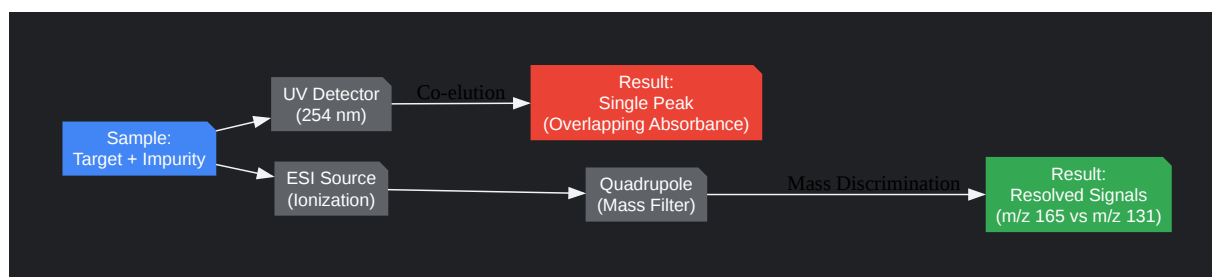 Sample:
Target + Impurity
UV Detector
(254 nm)
Co-elution
Result:
Single Peak
(Overlapping Absorbance)
ESI Source
(Ionization)
Quadrupole
(Mass Filter)
Mass Discrimination
Result:
Resolved Signals
(m/z 165 vs m/z 131)